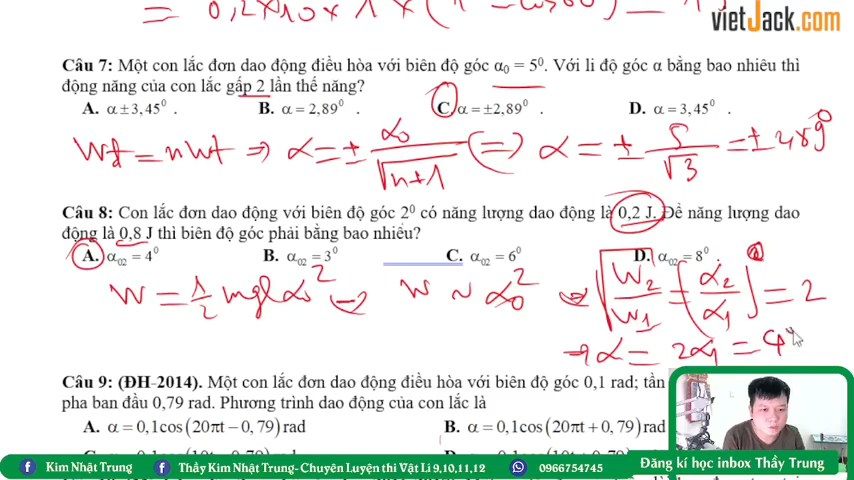 = 0,2×10×1×(1 - cos60)
vietJack.com
Câu 7: Một con lắc đơn dao động điều hòa với biên độ góc α₀ = 5⁰. Với li độ góc α bằng bao nhiêu thì
động năng của con lắc gấp 2 lần thế năng?
A. α±3,45⁰ . B. α=2,89⁰ . C. α=±2,89⁰ . D. α=3,45⁰ .
Wđ = nWt ⇒ α = ± α₀/√(n+1) ⇔ α = ± 5/√3 = ± 2,89⁰
Câu 8: Con lắc đơn dao động với biên độ góc 2⁰ có năng lượng dao động là 0,2 J. Để năng lượng dao
động là 0,8 J thì biên độ góc phải bằng bao nhiêu?
A. α₀₂ = 4⁰ B. α₀₂ = 3⁰ C. α₀₂ = 6⁰ D. α₀₂ = 8⁰ .
W = 1/2 mgl α₀² → W ~ α₀² ⇒ √(W₂/W₁) = (α₂/α₁) = 2
→ α = 2α₁ = 4
Câu 9: (ĐH-2014). Một con lắc đơn dao động điều hòa với biên độ góc 0,1 rad; tần
pha ban đầu 0,79 rad. Phương trình dao động của con lắc là
A. α=0,1cos(20πt−0,79)rad B. α=0,1cos(20πt+0,79)rad
Kim Nhật Trung Thầy Kim Nhật Trung- Chuyên Luyện thi Vật Lí 9,10,11,12 0966754745 Đăng kí học inbox Thầy Trung